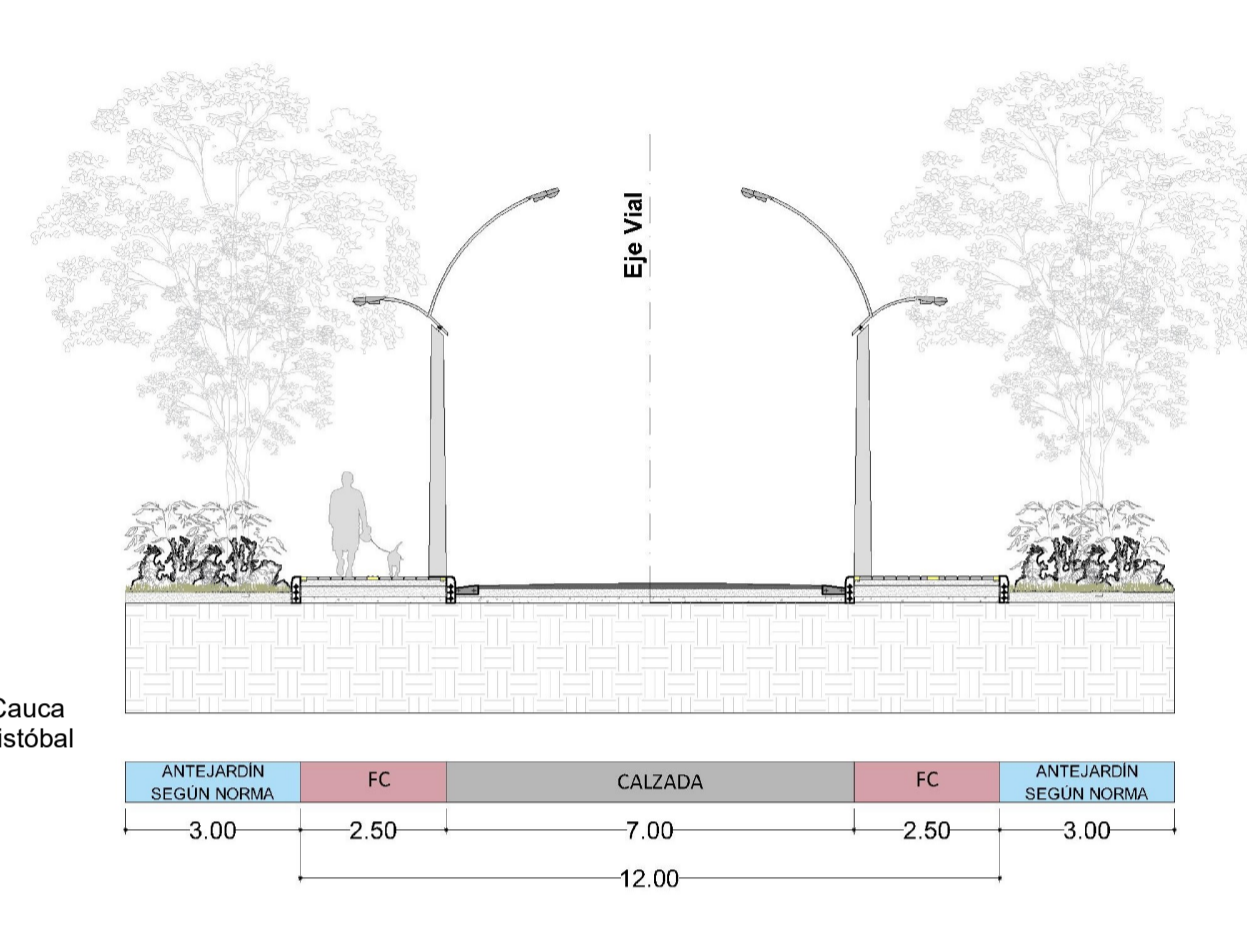 Eje Vial
Cauca
istóbal
ANTEJARDÍN
SEGÚN NORMA
FC
CALZADA
FC
ANTEJARDÍN
SEGÚN NORMA
3.00
2.50
7.00
2.50
3.00
12.00